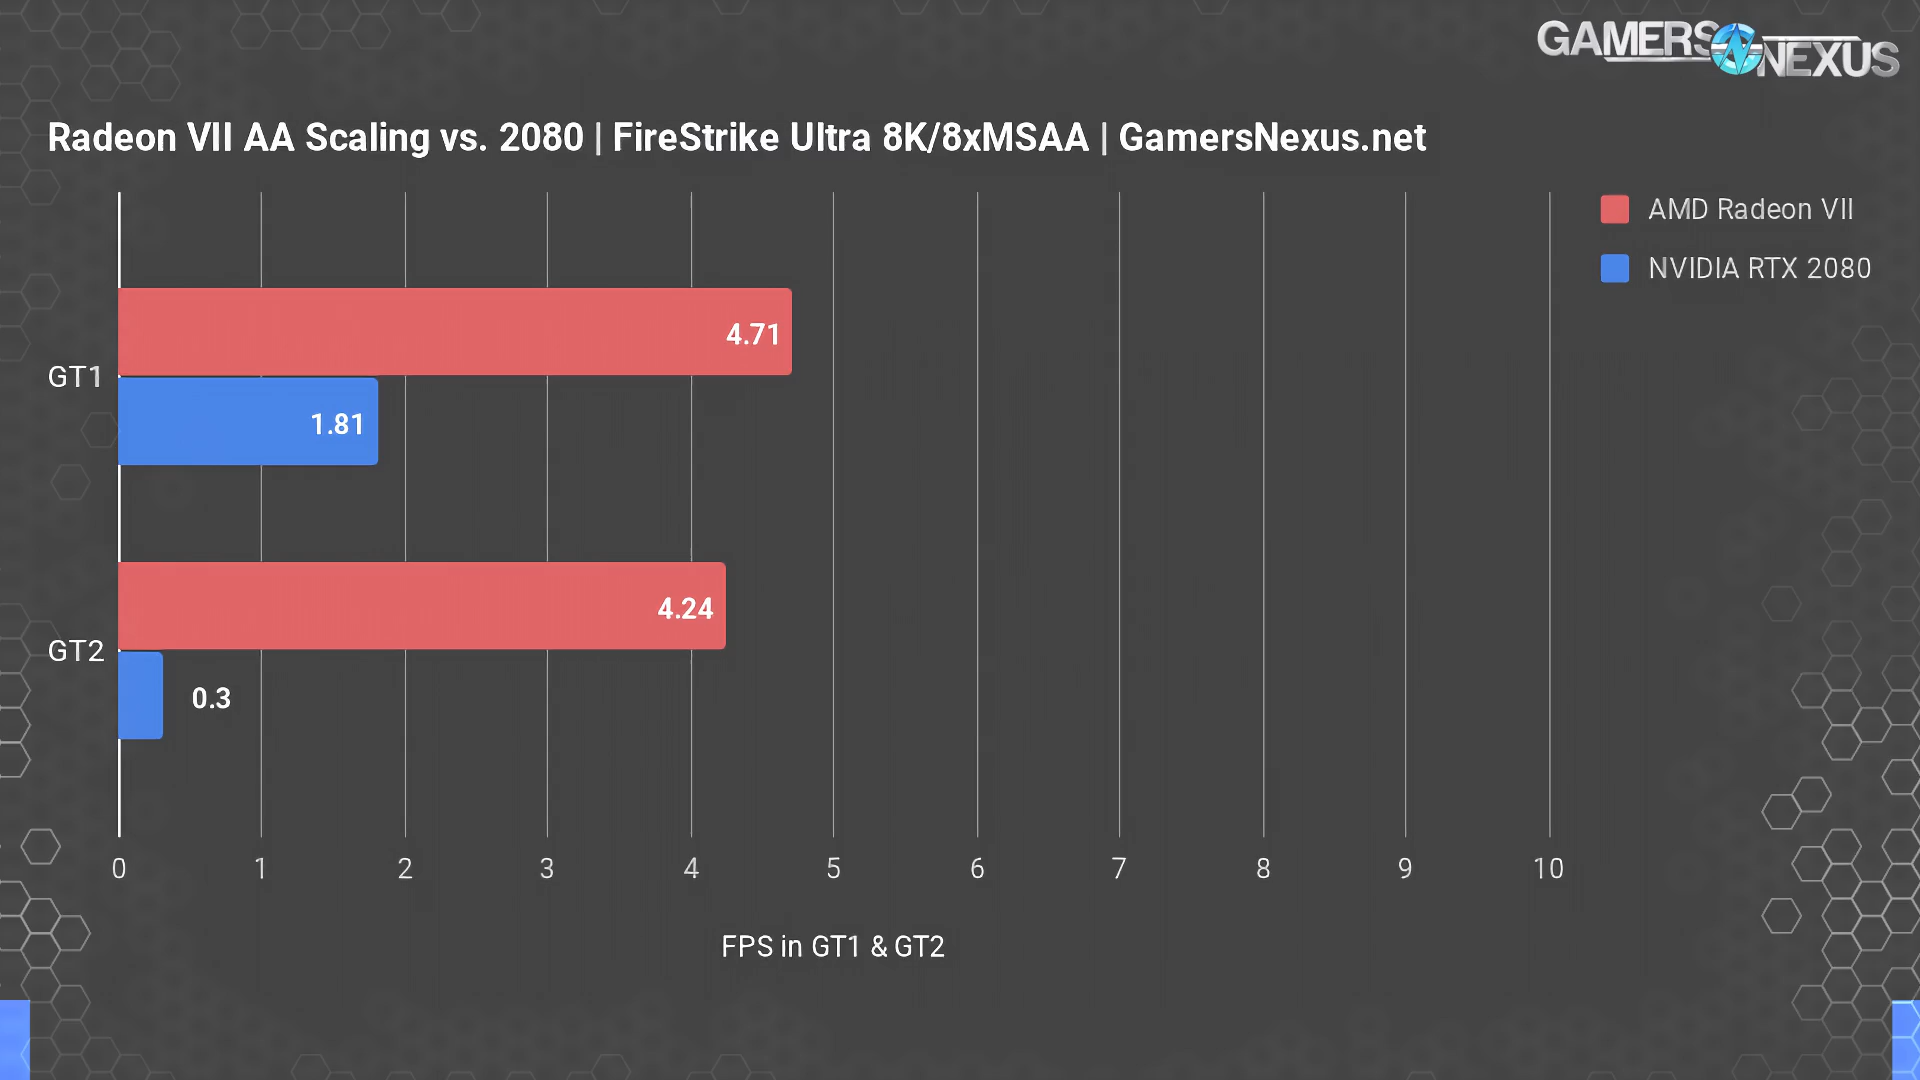 GAMERS NEXUS
Radeon VII AA Scaling vs. 2080 | FireStrike Ultra 8K/8xMSAA | GamersNexus.net
AMD Radeon VII
NVIDIA RTX 2080
GT1
4.71
1.81
GT2
4.24
0.3
0 1 2 3 4 5 6 7 8 9 10
FPS in GT1 & GT2